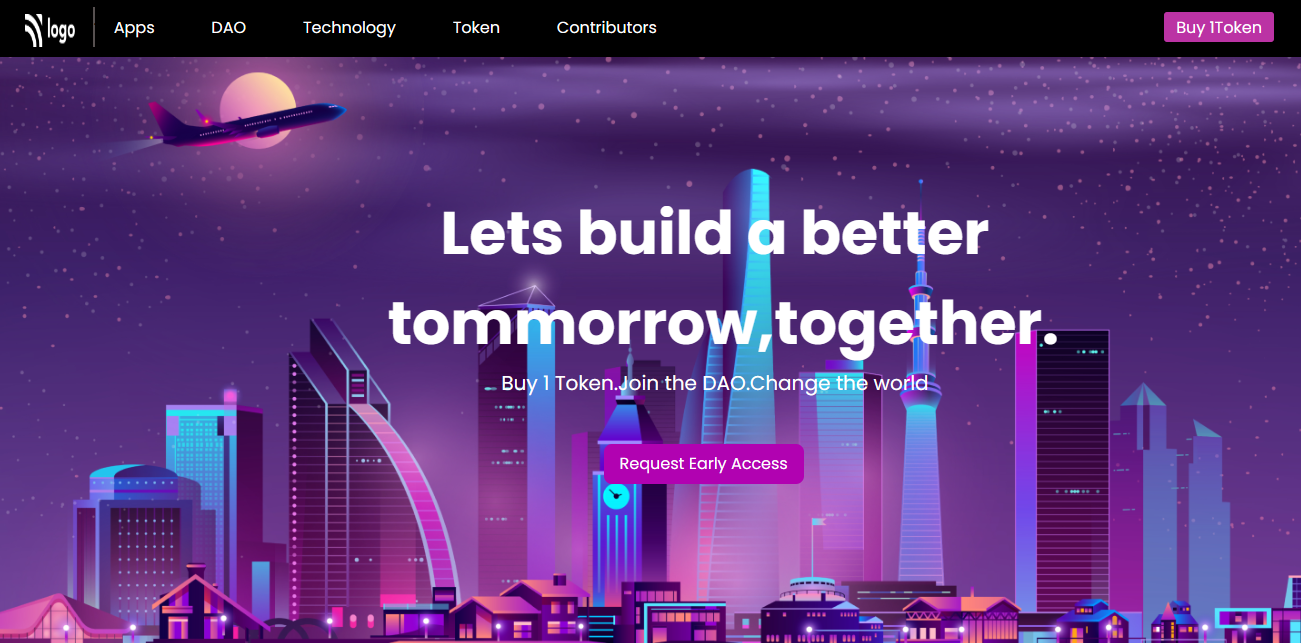 logo
Apps
DAO
Technology
Token
Contributors
Buy 1Token
Lets build a better
tommorrow,together.
Buy 1 Token.Join the DAO.Change the world
Request Early Access